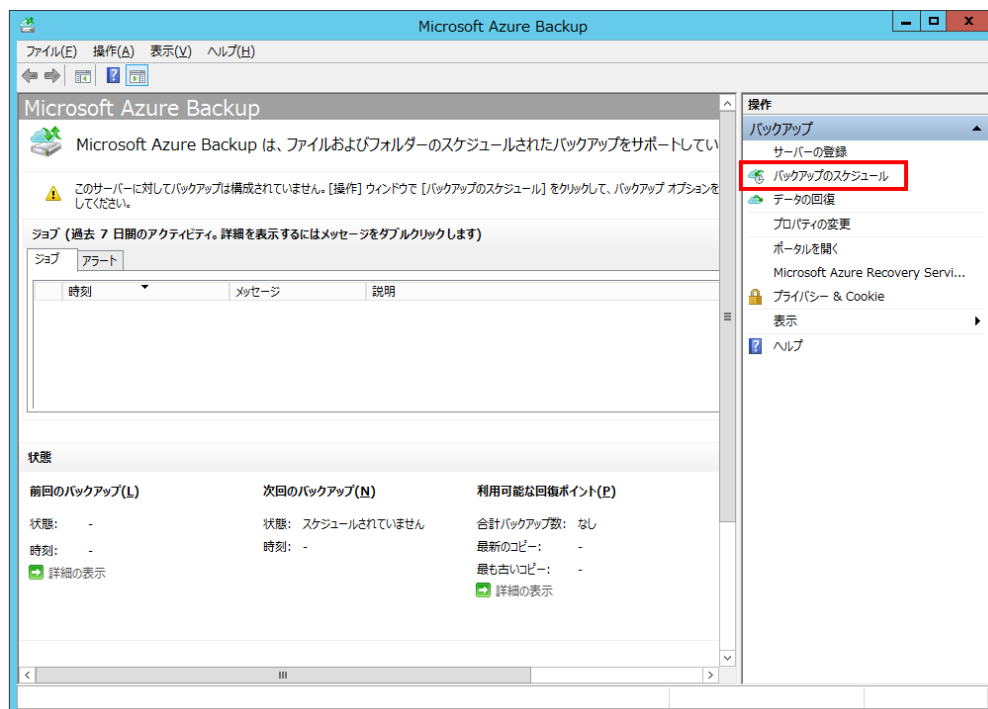 Microsoft Azure Backup
ファイル(F) 操作(A) 表示(V) ヘルプ(H)
Microsoft Azure Backup
Microsoft Azure Backup は、ファイルおよびフォルダーのスケジュールされたバックアップをサポートしてい
このサーバーに対してバックアップは構成されていません。[操作] ウィンドウで [バックアップのスケジュール] をクリックして、バックアップ オプションを
してください。
ジョブ (過去 7 日間のアクティビティ。詳細を表示するにはメッセージをダブルクリックします)
ジョブ アラート
時刻 メッセージ 説明
状態
前回のバックアップ(L) 次回のバックアップ(N) 利用可能な回復ポイント(P)
状態: - 状態: スケジュールされていません 合計バックアップ数: なし
時刻: - 時刻: - 最新のコピー: -
最も古いコピー: -
詳細の表示 詳細の表示
操作
バックアップ
サーバーの登録
バックアップのスケジュール
データの回復
プロパティの変更
ポータルを開く
Microsoft Azure Recovery Servi...
プライバシー & Cookie
表示
ヘルプ